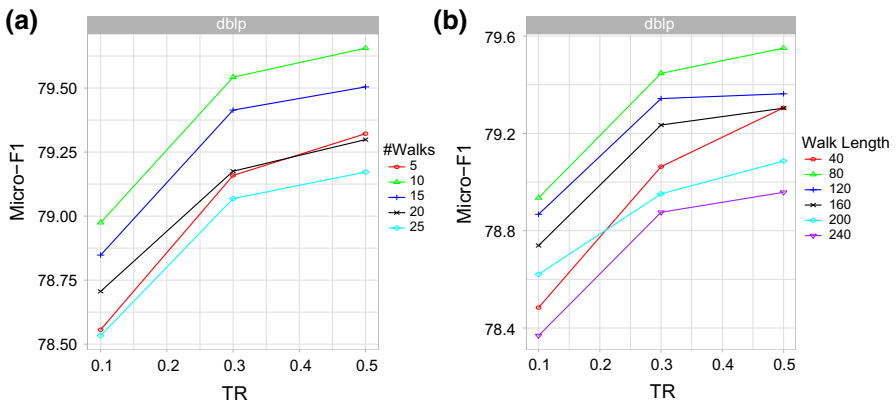 (a)
dblp
Micro−F1
79.50
79.25
79.00
78.75
78.50
0.1 0.2 0.3 0.4 0.5
TR
#Walks
5
10
15
20
25
(b)
dblp
Micro−F1
79.6
79.2
78.8
78.4
0.1 0.2 0.3 0.4 0.5
TR
Walk Length
40
80
120
160
200
240